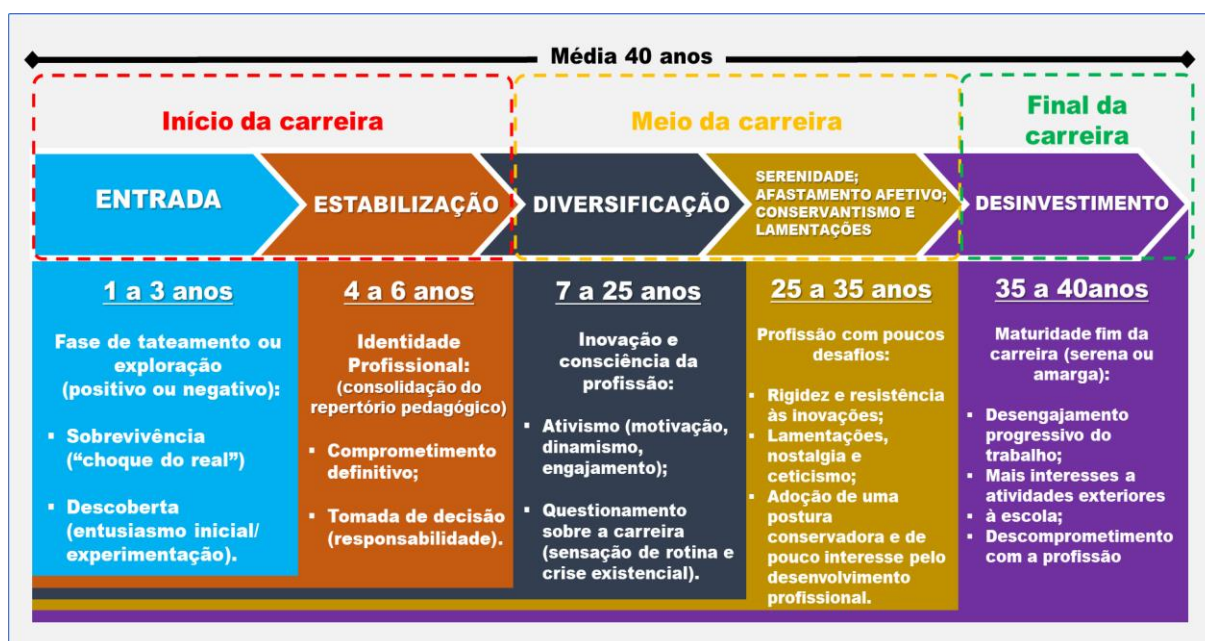 Média 40 anos
Início da carreira
Meio da carreira
Final da
carreira
ENTRADA
ESTABILIZAÇÃO
DIVERSIFICAÇÃO
SERENIDADE;
AFASTAMENTO AFETIVO;
CONSERVANTISMO E
LAMENTAÇÕES
DESINVESTIMENTO
1 a 3 anos
Fase de tateamento ou
exploração
(positivo ou negativo):
▪ Sobrevivência
(“choque do real”)
▪ Descoberta
(entusiasmo inicial/
experimentação).
4 a 6 anos
Identidade
Profissional:
(consolidação do
repertório pedagógico)
▪ Comprometimento
definitivo;
▪ Tomada de decisão
(responsabilidade).
7 a 25 anos
Inovação e
consciência da
profissão:
▪ Ativismo (motivação,
dinamismo,
engajamento);
▪ Questionamento
sobre a carreira
(sensação de rotina e
crise existencial).
25 a 35 anos
Profissão com poucos
desafios:
▪ Rigidez e resistência
às inovações;
▪ Lamentações,
nostalgia e
ceticismo;
▪ Adoção de uma
postura
conservadora e de
pouco interesse pelo
desenvolvimento
profissional.
35 a 40anos
Maturidade fim da
carreira (serena ou
amarga):
▪ Desengajamento
progressivo do
trabalho;
▪ Mais interesses a
atividades exteriores
▪ à escola;
▪ Descomprometimento
com a profissão